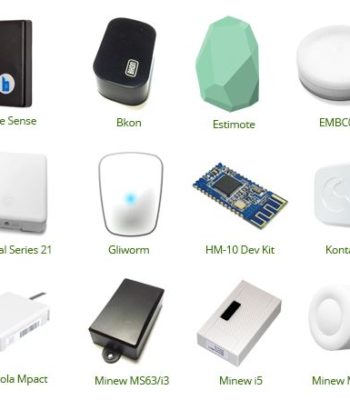 e Sense
Bkon
Estimote
EMBC
al Series 21
Gliworm
HM-10 Dev Kit
Konta
ola Mpact
Minew MS63/i3
Minew i5
Minew M